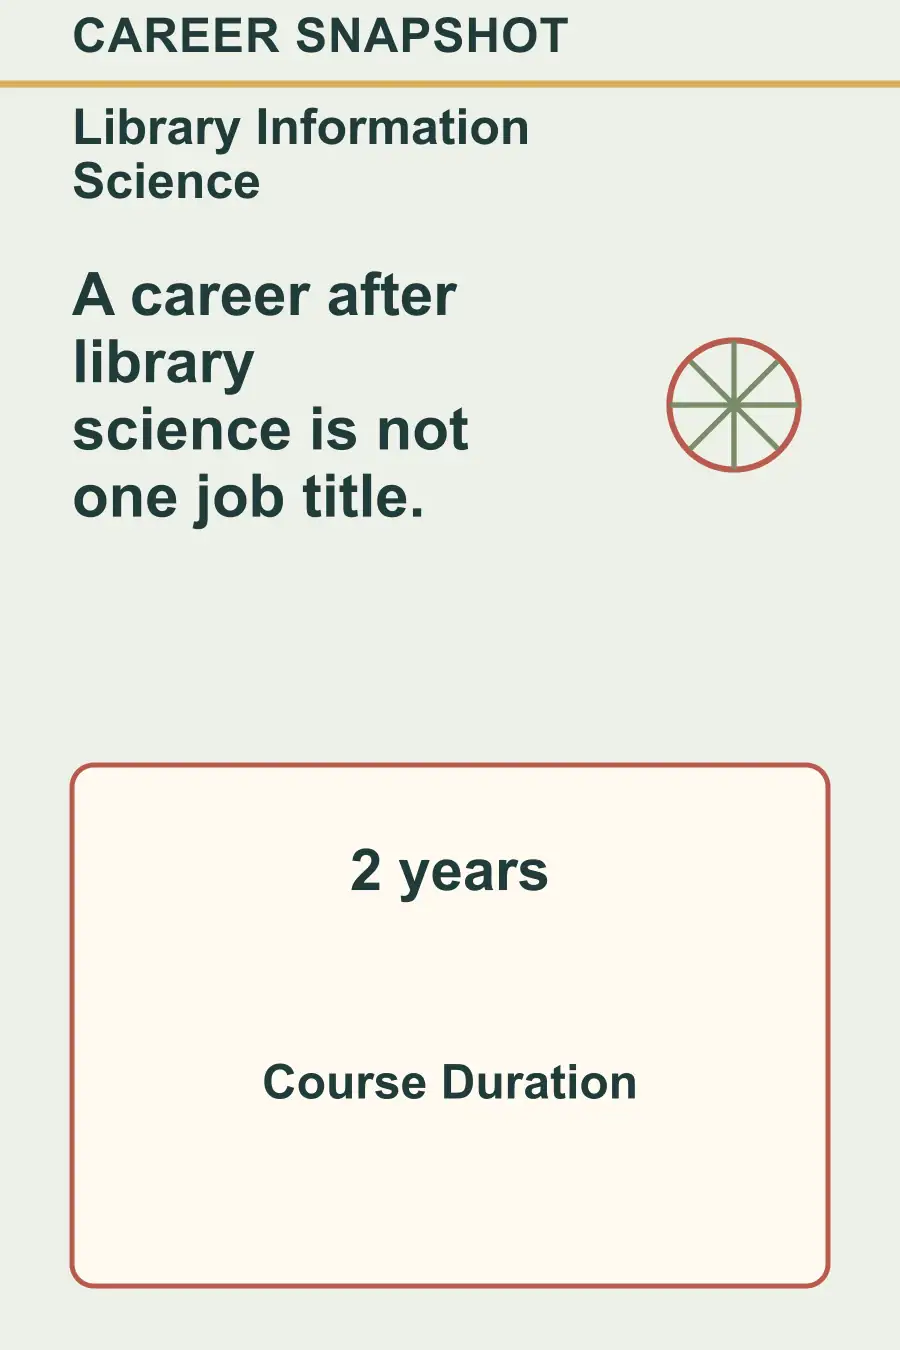 CAREER SNAPSHOT
Library Information
Science
A career after
library
science is not
one job title.
2 years
Course Duration